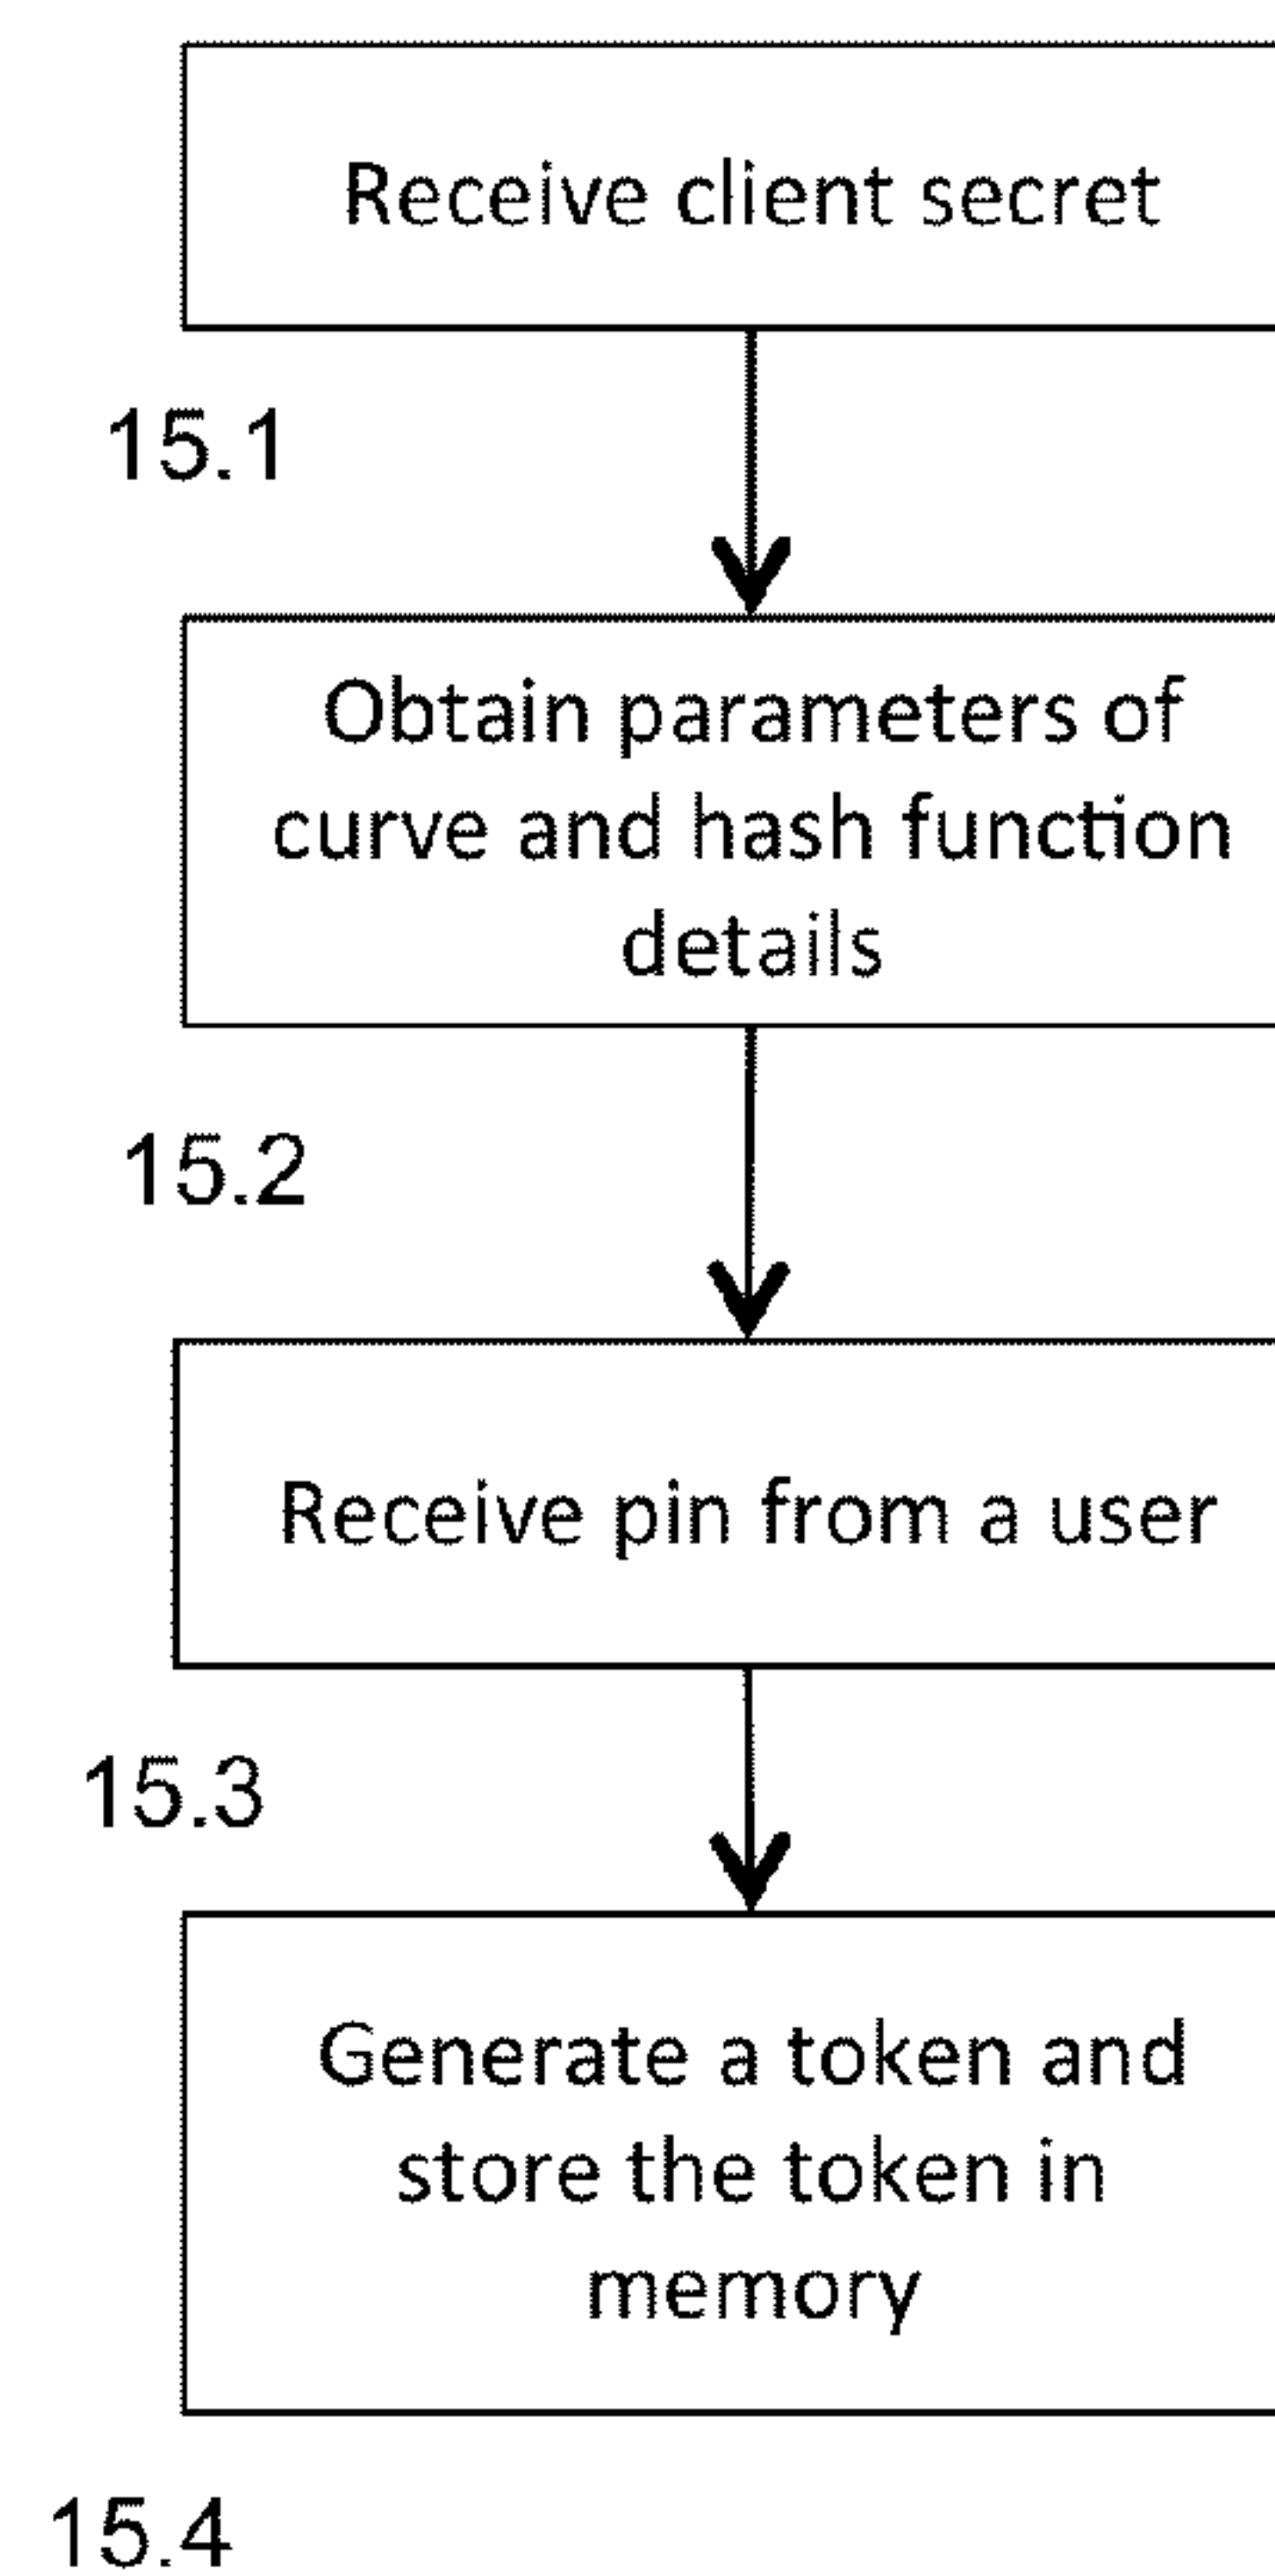 Receive client secret
15.1
Obtain parameters of
curve and hash function
details
15.2
Receive pin from a user
15.3
Generate a token and
store the token in
memory
15.4